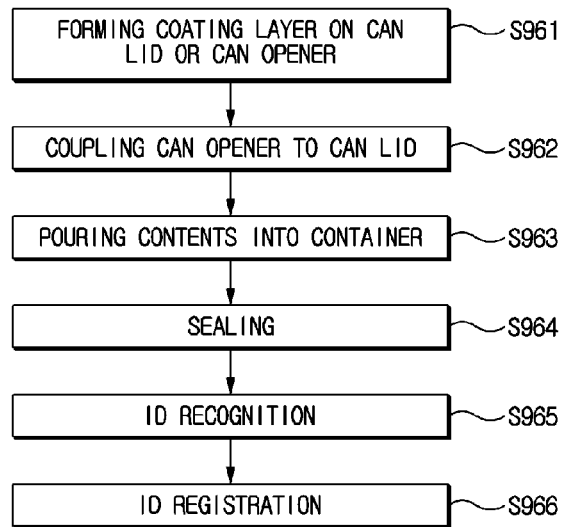 FORMING COATING LAYER ON CAN
LID OR CAN OPENER
S961
COUPLING CAN OPENER TO CAN LID
S962
POURING CONTENTS INTO CONTAINER
S963
SEALING
S964
ID RECOGNITION
S965
ID REGISTRATION
S966